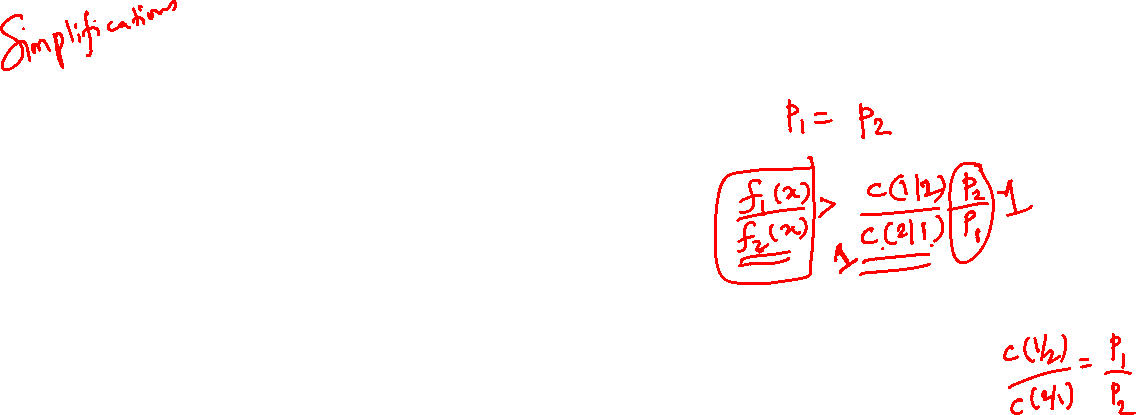 Simplifications
P₁ = P₂
f₁(x)/f₂(x) > c(1|2)/c(2|1) P₂/P₁ 1
1
c(1/2)/c(2/1) = P₁/P₂